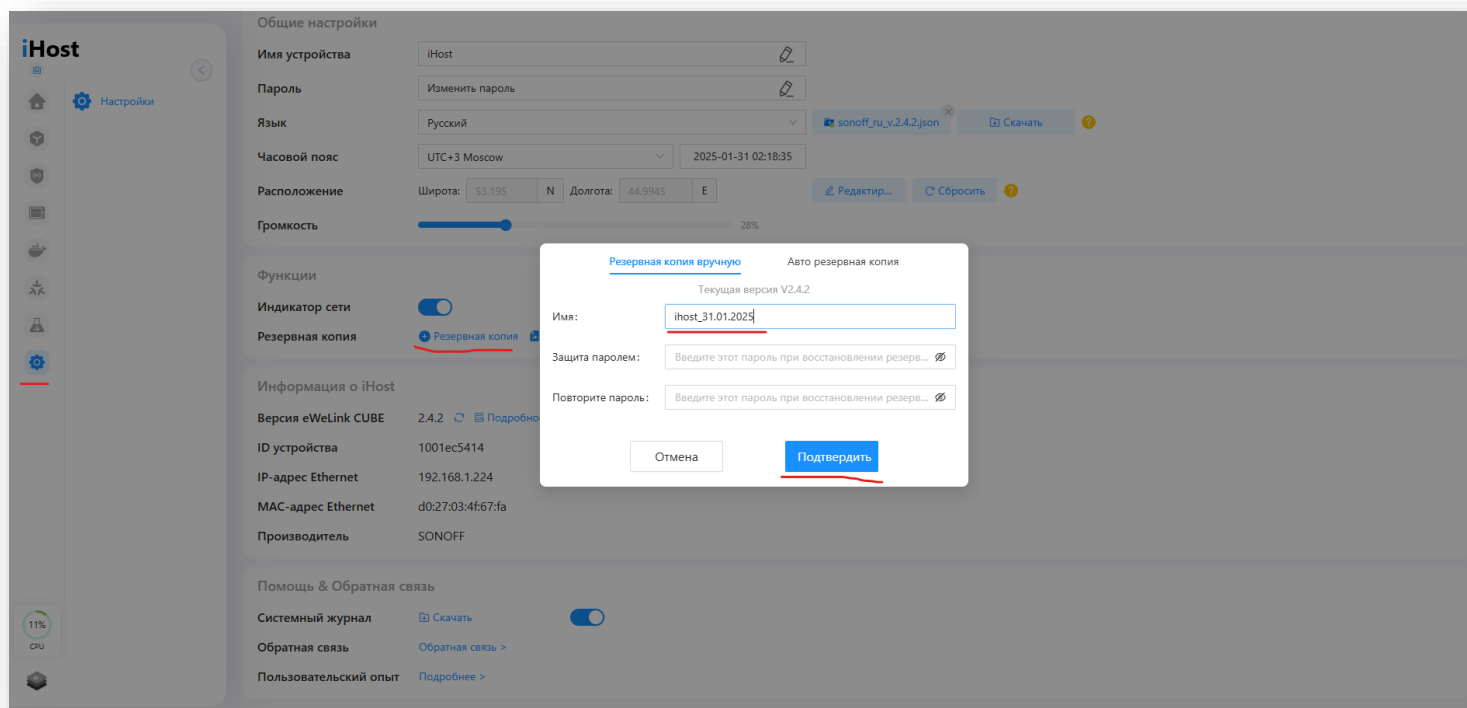 iHost
Настройки
Общие настройки
Имя устройства iHost
Пароль Изменить пароль
Язык Русский sonoff_ru_v.2.4.2.json Скачать ?
Часовой пояс UTC+3 Moscow 2025-01-31 02:18:35
Расположение Широта: 53.195 N Долгота: 44.9945 E Редактир... Сбросить ?
Громкость 28%
Функции
Индикатор сети
Резервная копия Резервная копия
Резервная копия вручную Авто резервная копия
Текущая версия V2.4.2
Имя: ihost_31.01.2025
Защита паролем: Введите этот пароль при восстановлении резерв...
Повторите пароль: Введите этот пароль при восстановлении резерв...
Отмена Подтвердить
Информация о iHost
Версия eWeLink CUBE 2.4.2 Подробно
ID устройства 1001ec5414
IP-адрес Ethernet 192.168.1.224
MAC-адрес Ethernet d0:27:03:4f:67:fa
Производитель SONOFF
Помощь & Обратная связь
Системный журнал Скачать
Обратная связь Обратная связь >
Пользовательский опыт Подробнее >
11%
CPU